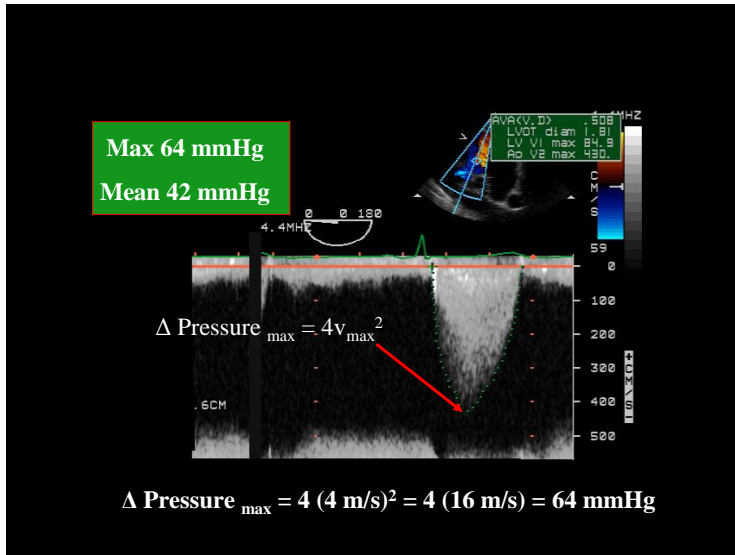 AVA(V,D) .508
LVOT diam 1.81
LV V1 max 84.9
Ao V2 max 430.
4.4MHZ
Max 64 mmHg
Mean 42 mmHg
0 0 180
4.4MHZ
C
M
/
S
59
0
100
Δ Pressure max = 4vmax²
200
300
+CM/S-
.6CM
400
500
Δ Pressure max = 4 (4 m/s)² = 4 (16 m/s) = 64 mmHg